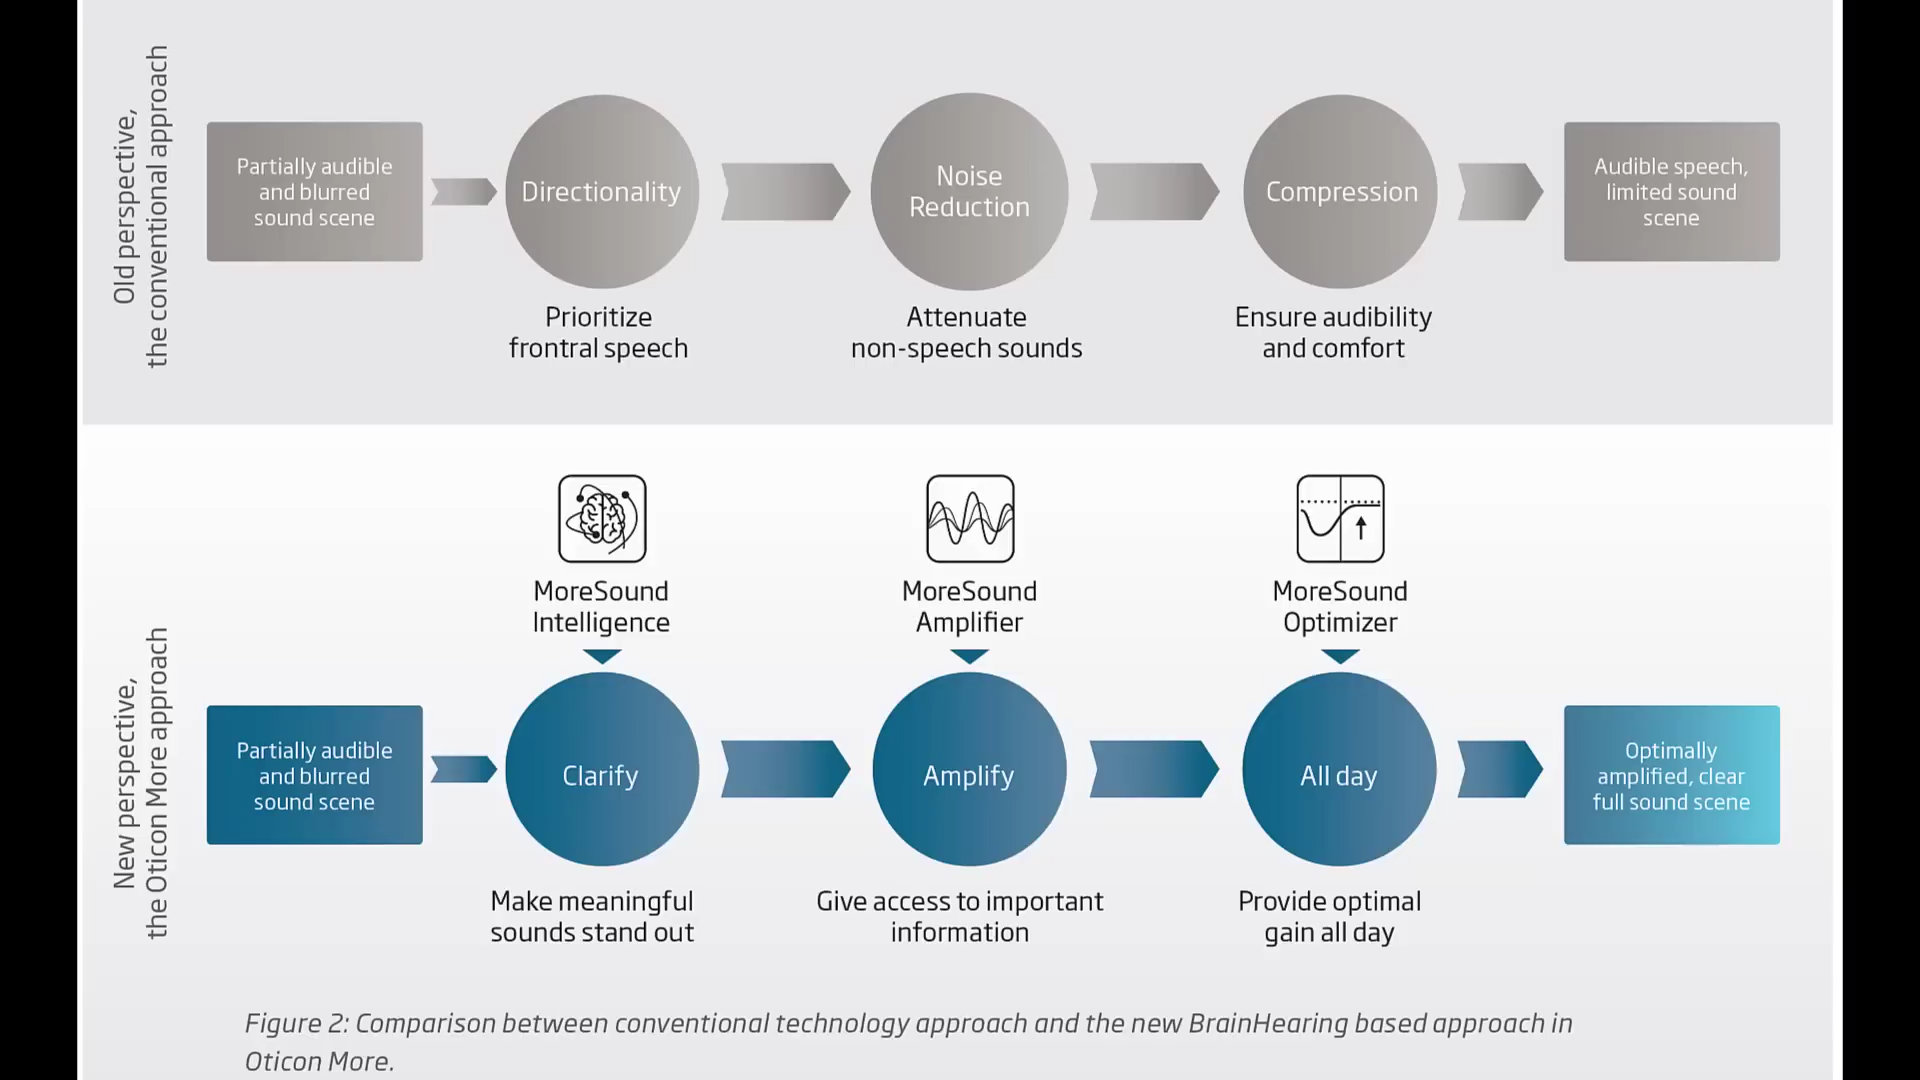 Old perspective,
the conventional approach
Partially audible
and blurred
sound scene
Directionality
Prioritize
frontral speech
Noise
Reduction
Attenuate
non-speech sounds
Compression
Ensure audibility
and comfort
Audible speech,
limited sound
scene
New perspective,
the Oticon More approach
Partially audible
and blurred
sound scene
MoreSound
Intelligence
Clarify
Make meaningful
sounds stand out
MoreSound
Amplifier
Amplify
Give access to important
information
MoreSound
Optimizer
All day
Provide optimal
gain all day
Optimally
amplified, clear
full sound scene
Figure 2: Comparison between conventional technology approach and the new BrainHearing based approach in
Oticon More.